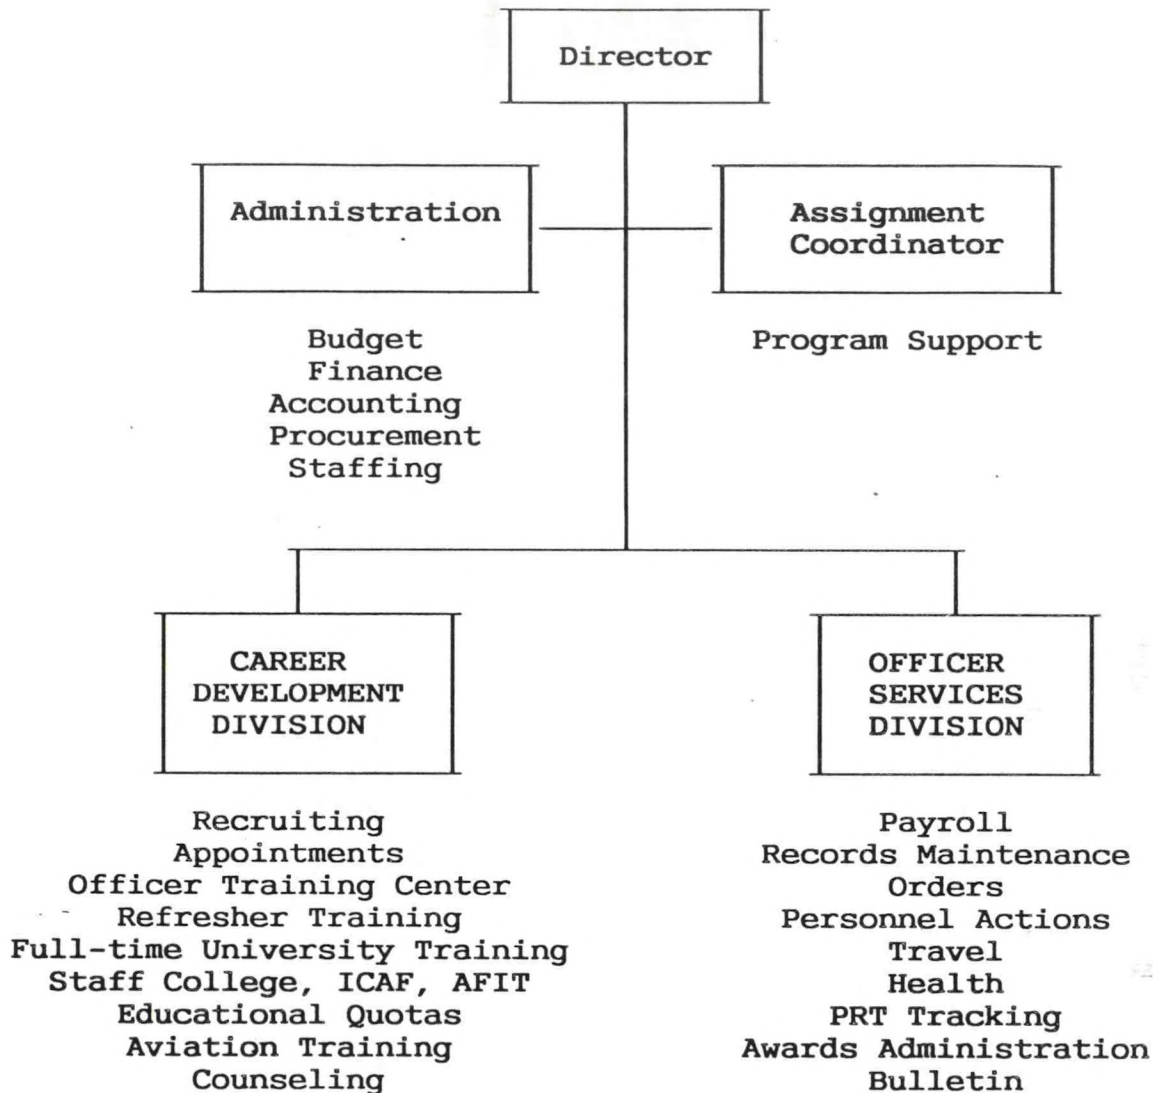 Director
Administration
Assignment
Coordinator
Budget
Finance
Accounting
Procurement
Staffing
Program Support
CAREER
DEVELOPMENT
DIVISION
OFFICER
SERVICES
DIVISION
Recruiting
Appointments
Officer Training Center
Refresher Training
Full-time University Training
Staff College, ICAF, AFIT
Educational Quotas
Aviation Training
Counseling
Payroll
Records Maintenance
Orders
Personnel Actions
Travel
Health
PRT Tracking
Awards Administration
Bulletin